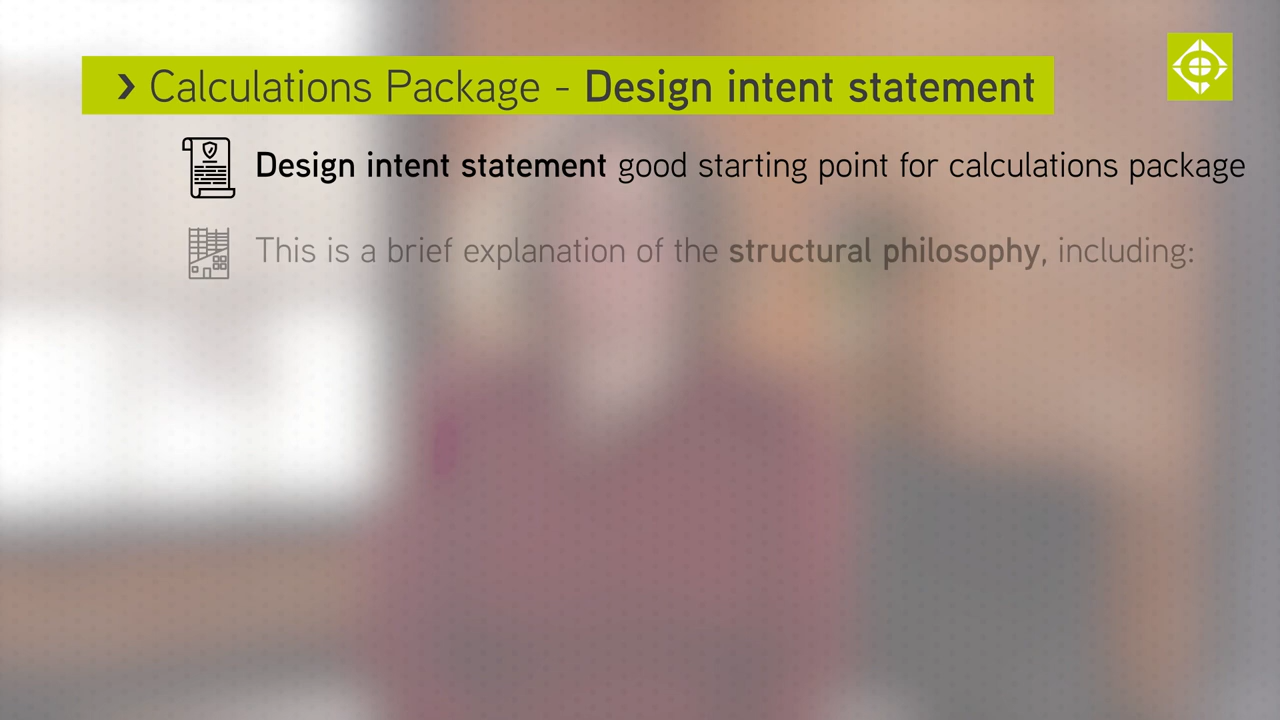 Calculations Package - Design intent statement
Design intent statement good starting point for calculations package
This is a brief explanation of the structural philosophy, including: